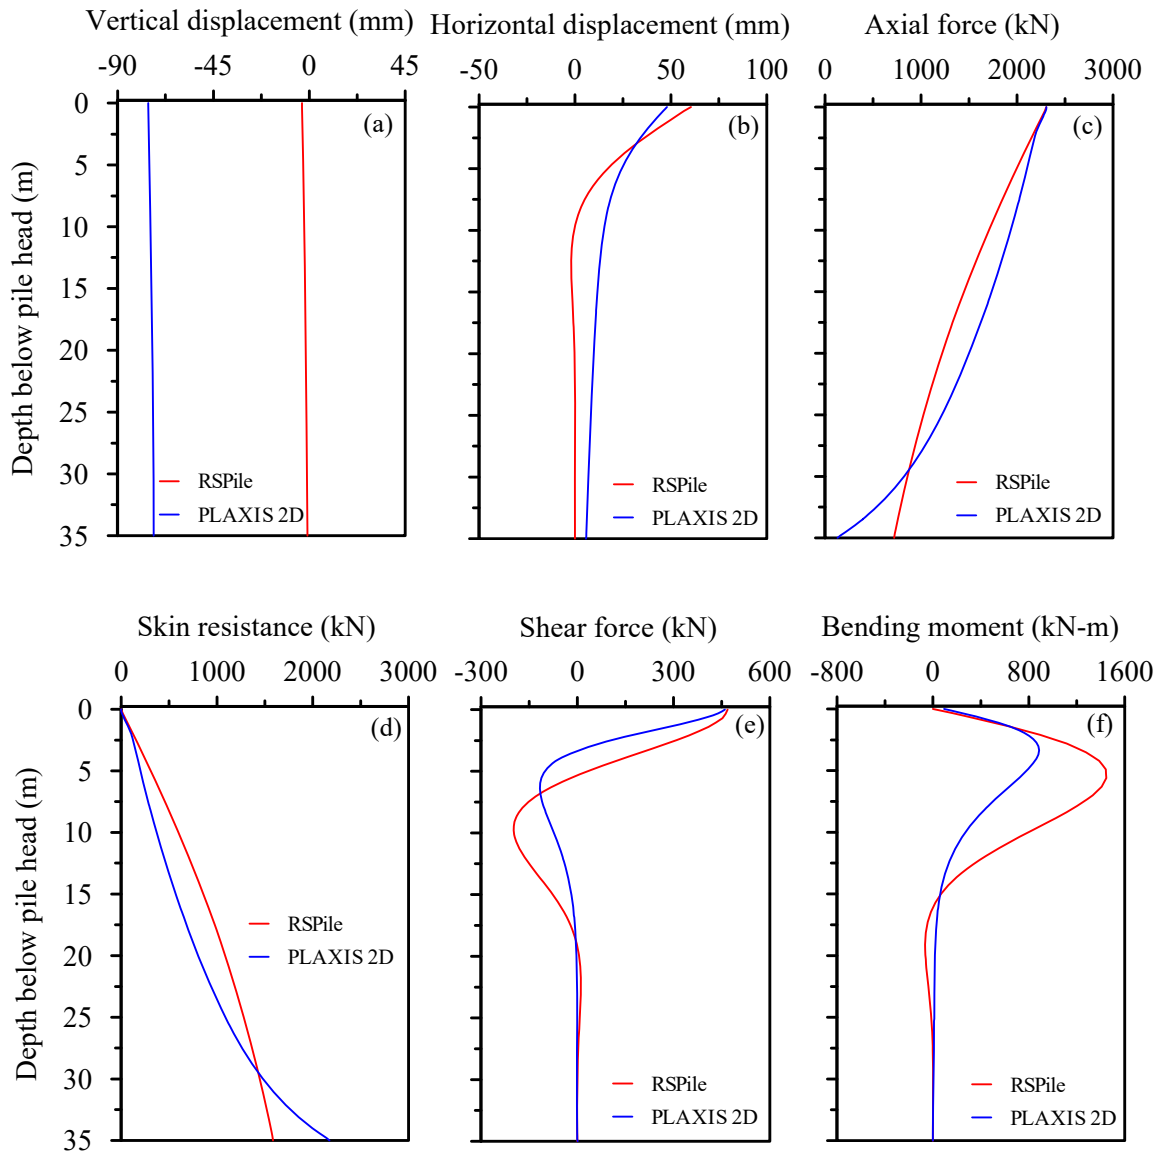 Vertical displacement (mm)
-90 -45 0 45
Horizontal displacement (mm)
-50 0 50 100
Axial force (kN)
0 1000 2000 3000
Depth below pile head (m)
0
5
10
15
20
25
30
35
(a)
RSPile
PLAXIS 2D
(b)
RSPile
PLAXIS 2D
(c)
RSPile
PLAXIS 2D
Skin resistance (kN)
0 1000 2000 3000
Shear force (kN)
-300 0 300 600
Bending moment (kN-m)
-800 0 800 1600
Depth below pile head (m)
0
5
10
15
20
25
30
35
(d)
RSPile
PLAXIS 2D
(e)
RSPile
PLAXIS 2D
(f)
RSPile
PLAXIS 2D